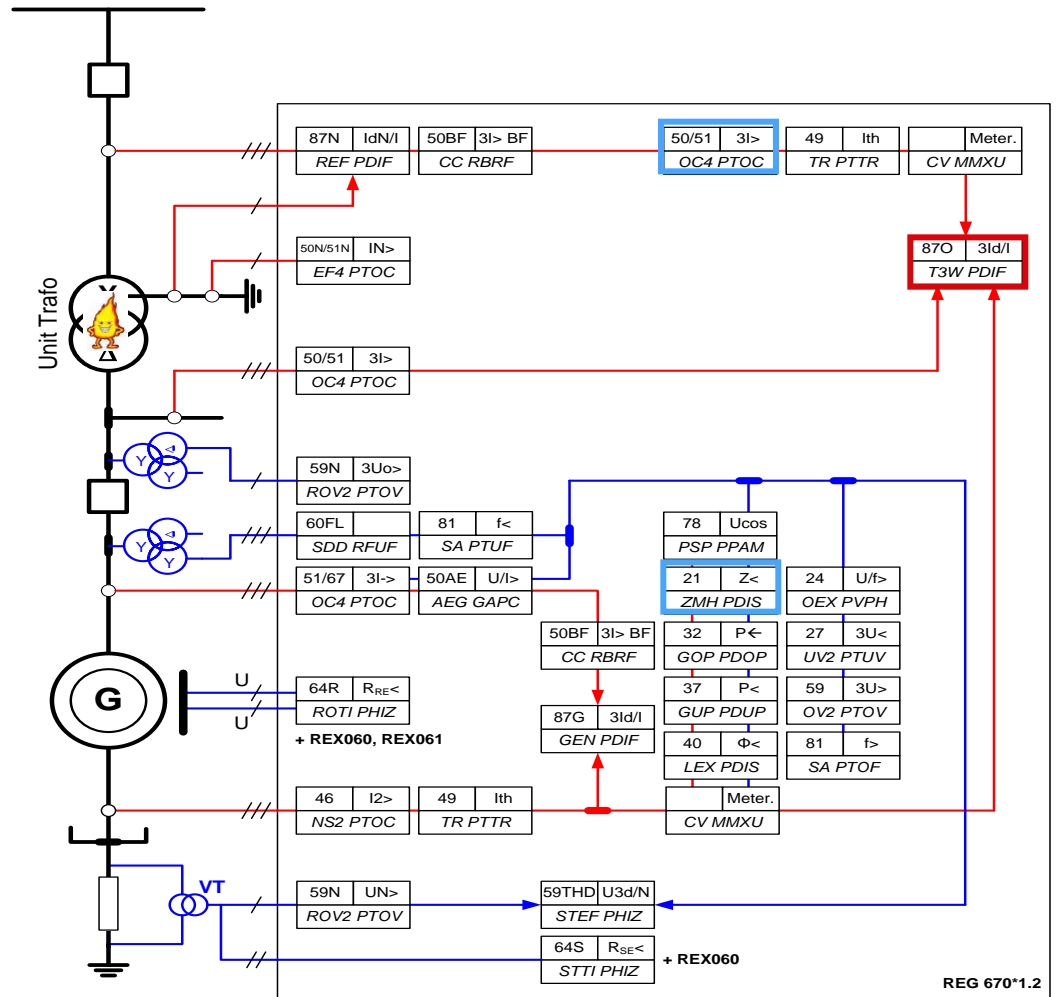 87N IdN/I
REF PDIF
50BF 3I> BF
CC RBRF
50/51 3I>
OC4 PTOC
49 Ith
TR PTTR
Meter.
CV MMXU
50N/51N IN>
EF4 PTOC
87O 3Id/I
T3W PDIF
Unit Trafo
Y
Δ
50/51 3I>
OC4 PTOC
Y
Δ
Y
59N 3Uo>
ROV2 PTOV
Y
Δ
Y
60FL
SDD RFUF
81 f<
SA PTUF
78 Ucos
PSP PPAM
51/67 3I->
OC4 PTOC
50AE U/I>
AEG GAPC
21 Z<
ZMH PDIS
24 U/f>
OEX PVPH
50BF 3I> BF
CC RBRF
32 P←
GOP PDOP
27 3U<
UV2 PTUV
G
U
U
64R RRE<
ROTI PHIZ
+ REX060, REX061
87G 3Id/I
GEN PDIF
37 P<
GUP PDUP
59 3U>
OV2 PTOV
40 Φ<
LEX PDIS
81 f>
SA PTOF
46 I2>
NS2 PTOC
49 Ith
TR PTTR
Meter.
CV MMXU
VT
59N UN>
ROV2 PTOV
59THD U3d/N
STEF PHIZ
64S RSE<
STTI PHIZ
+ REX060
REG 670*1.2